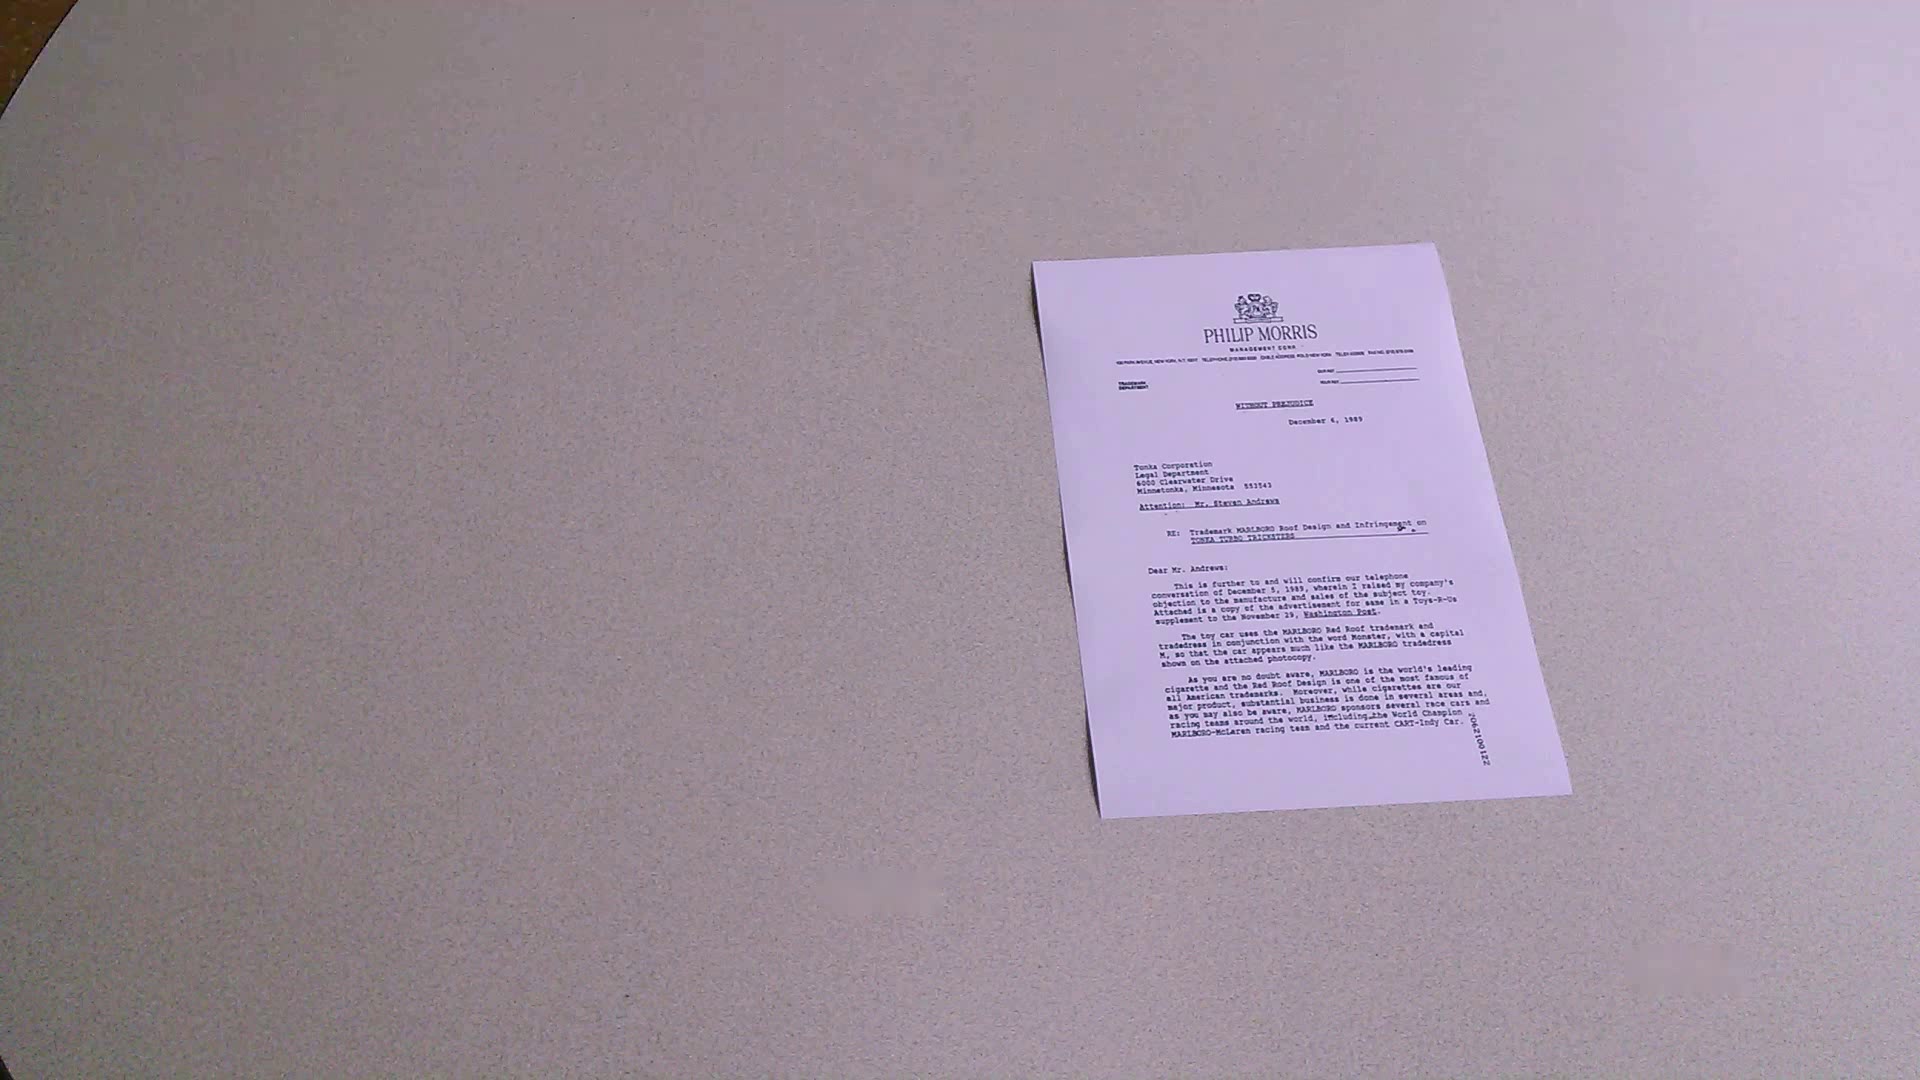 PHILIP MORRIS
MANAGEMENT CORP.
TRADEMARK
DEPARTMENT
OUR REF.
YOUR REF.
WITHOUT PREJUDICE
December 6, 1989
Tonka Corporation
Legal Department
6000 Clearwater Drive
Minnetonka, Minnesota 553543
Attention: Mr. Steven Andrews
RE: Trademark MARLBORO Roof Design and Infringement on
TONKA TURBO TRICKSTERS
Dear Mr. Andrews:
This is further to and will confirm our telephone
conversation of December 5, 1989, wherein I raised my company's
objection to the manufacture and sales of the subject toy.
Attached is a copy of the advertisement for same in a Toys-R-Us
supplement to the November 29, Washington Post.
The toy car uses the MARLBORO Red Roof trademark and
tradedress in conjunction with the word Monster, with a capital
M, so that the car appears much like the MARLBORO tradedress
shown on the attached photocopy.
As you are no doubt aware, MARLBORO is the world's leading
cigarette and the Red Roof Design is one of the most famous of
all American trademarks. Moreover, while cigarettes are our
major product, substantial business is done in several areas and,
as you may also be aware, MARLBORO sponsors several race cars and
racing teams around the world, including the World Champion
MARLBORO-McLaren racing team and the current CART-Indy Car.